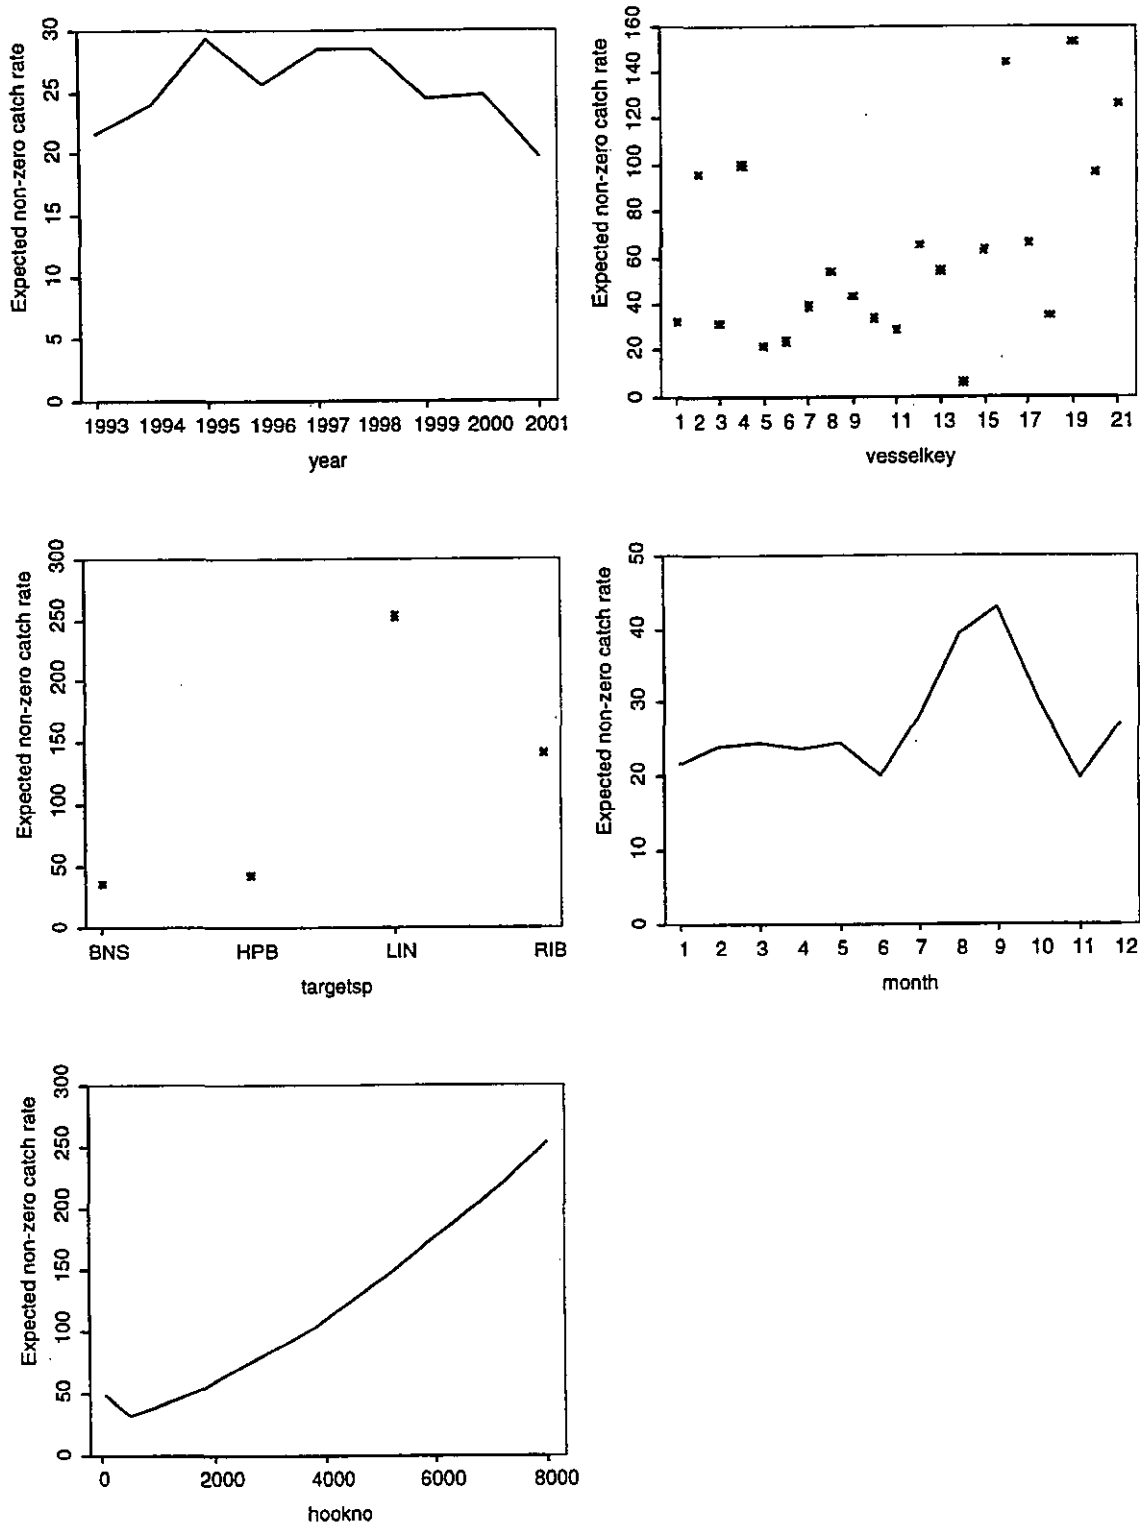 Expected non-zero catch rate
30
25
20
15
10
5
0
1993 1994 1995 1996 1997 1998 1999 2000 2001
year
Expected non-zero catch rate
160
140
120
100
80
60
40
20
0
1 2 3 4 5 6 7 8 9 11 13 15 17 19 21
vesselkey
Expected non-zero catch rate
300
250
200
150
100
50
0
BNS HPB LIN RIB
targetsp
Expected non-zero catch rate
50
40
30
20
10
0
1 2 3 4 5 6 7 8 9 10 11 12
month
Expected non-zero catch rate
300
250
200
150
100
50
0
0 2000 4000 6000 8000
hookno